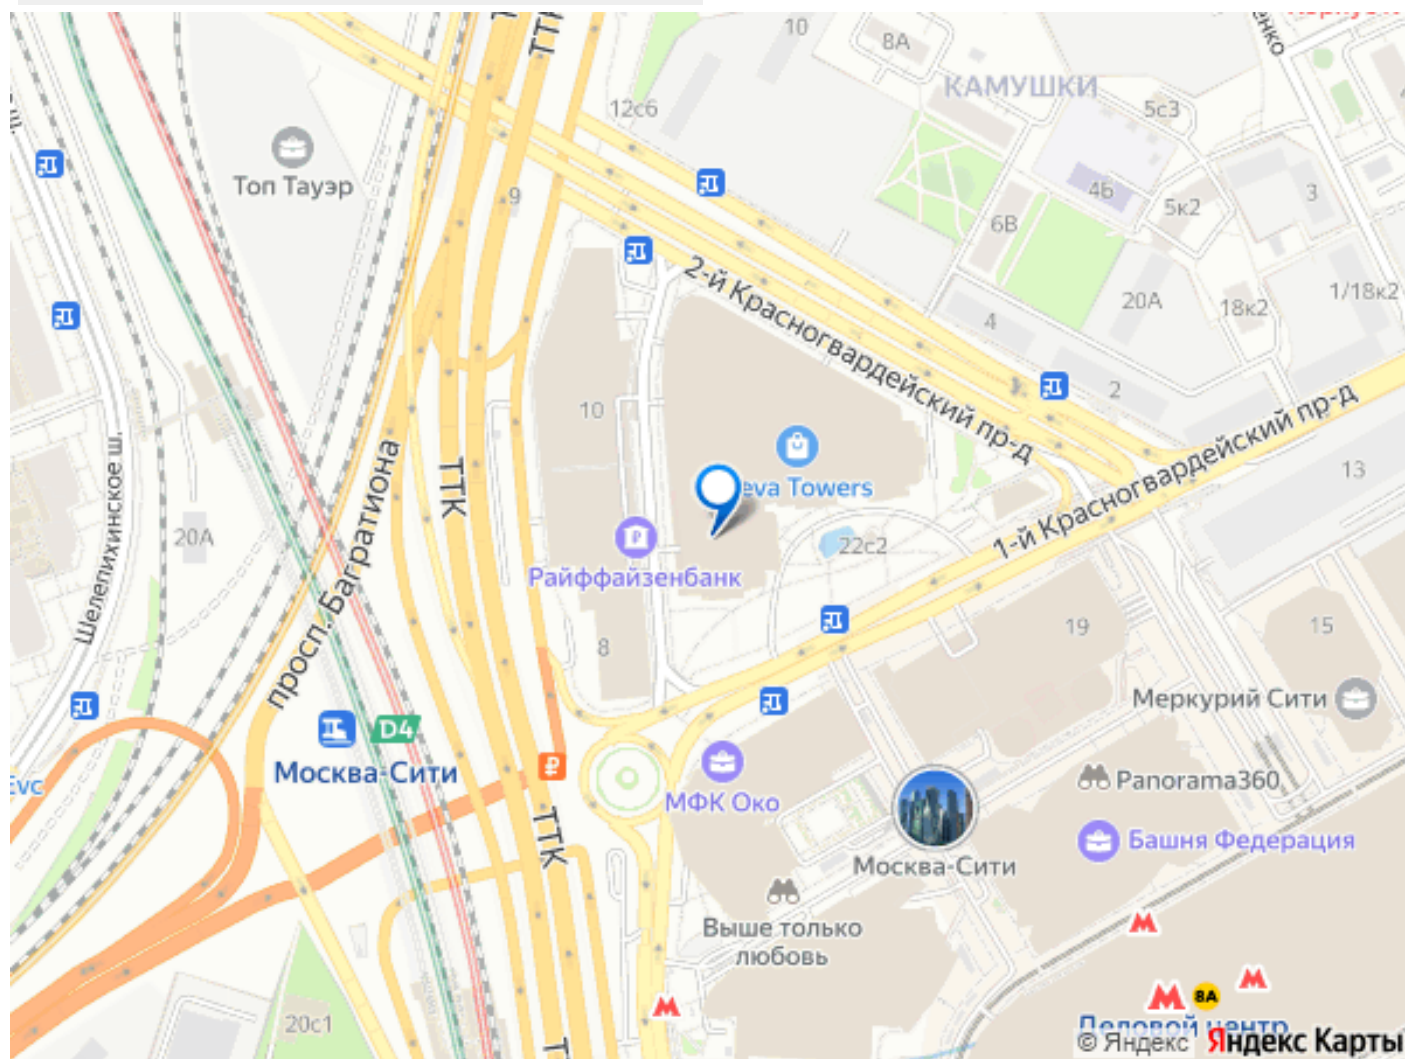 10
8А
КАМУШКИ
5с3
12с6
Топ Тауэр
9
4Б
5к2
3
6В
2-й Красногвардейский пр-д
20А
18к2
1/18к2
4
2
10
1-й Красногвардейский пр-д
13
просп. Багратиона
ТТК
eva Towers
Шелепихинское ш.
20А
22с2
Райффайзенбанк
8
19
15
Меркурий Сити
D4
Москва-Сити
₽
МФК Око
Panorama360
ТТК
Башня Федерация
Москва-Сити
Выше только
любовь
8А
20с1
Деловой центр
© Яндекс Яндекс Карты